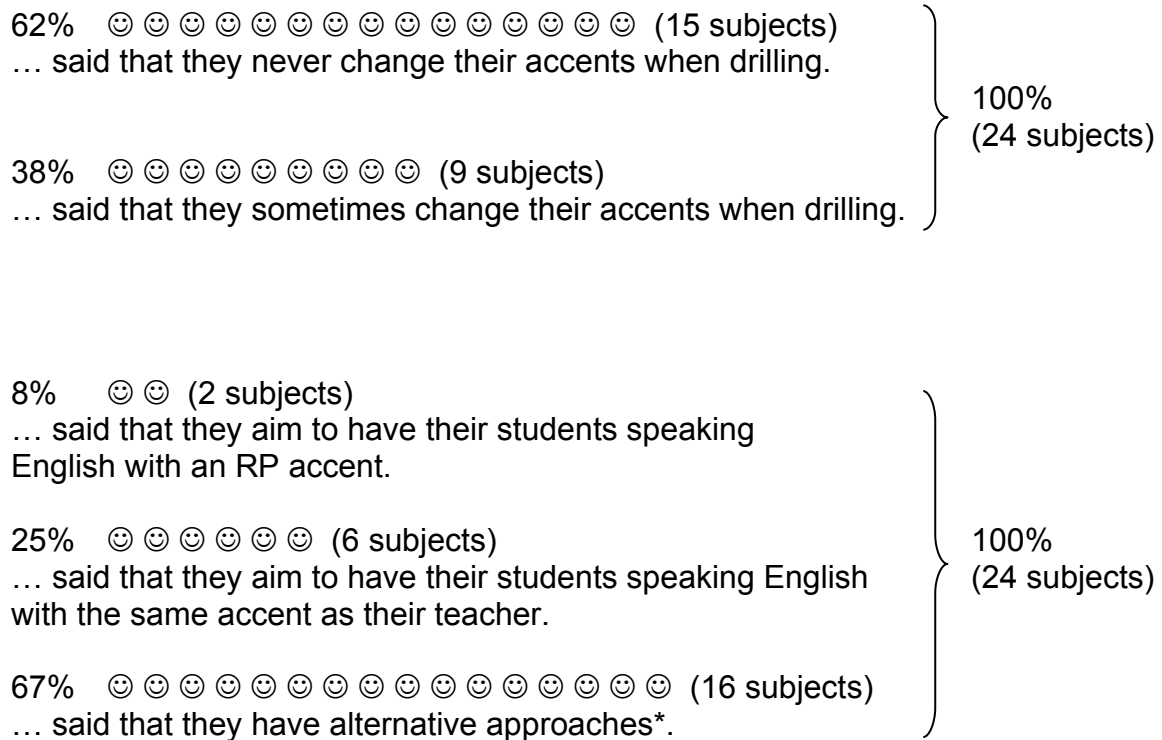 62% ☺ ☺ ☺ ☺ ☺ ☺ ☺ ☺ ☺ ☺ ☺ ☺ ☺ ☺ ☺ (15 subjects)
… said that they never change their accents when drilling.
100%
(24 subjects)
38% ☺ ☺ ☺ ☺ ☺ ☺ ☺ ☺ ☺ (9 subjects)
… said that they sometimes change their accents when drilling.
8% ☺ ☺ (2 subjects)
… said that they aim to have their students speaking
English with an RP accent.
25% ☺ ☺ ☺ ☺ ☺ ☺ (6 subjects)
… said that they aim to have their students speaking English
with the same accent as their teacher.
100%
(24 subjects)
67% ☺ ☺ ☺ ☺ ☺ ☺ ☺ ☺ ☺ ☺ ☺ ☺ ☺ ☺ ☺ ☺ (16 subjects)
… said that they have alternative approaches*.